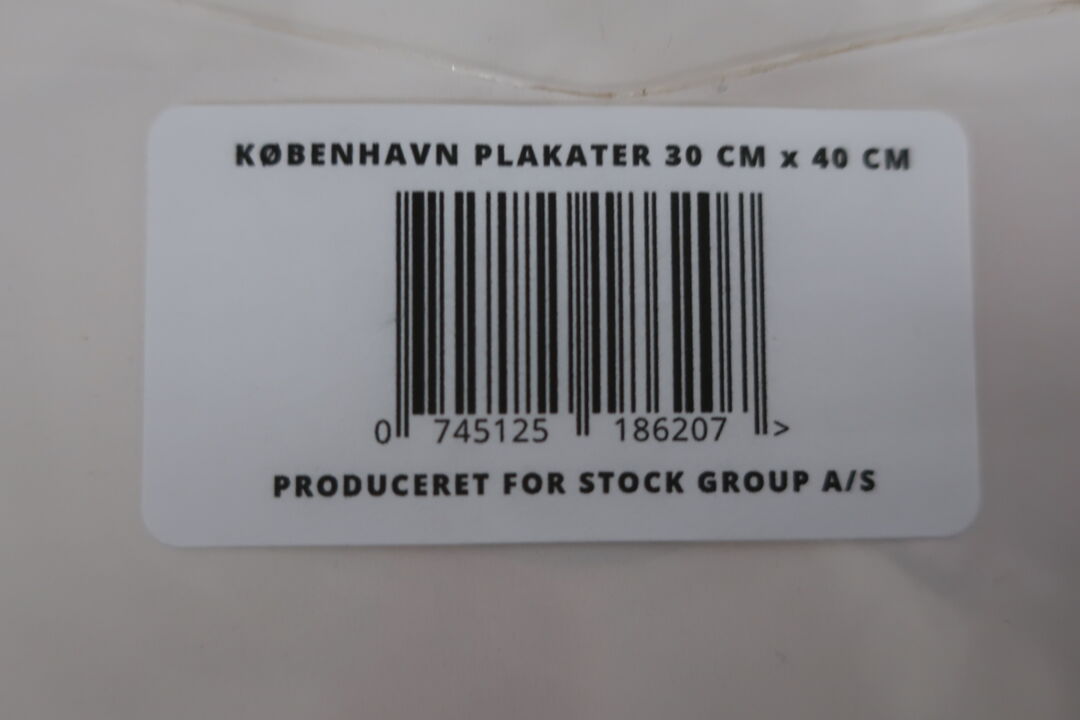 KØBENHAVN PLAKATER 30 CM x 40 CM
0 745125 186207 >
PRODUCERET FOR STOCK GROUP A/S